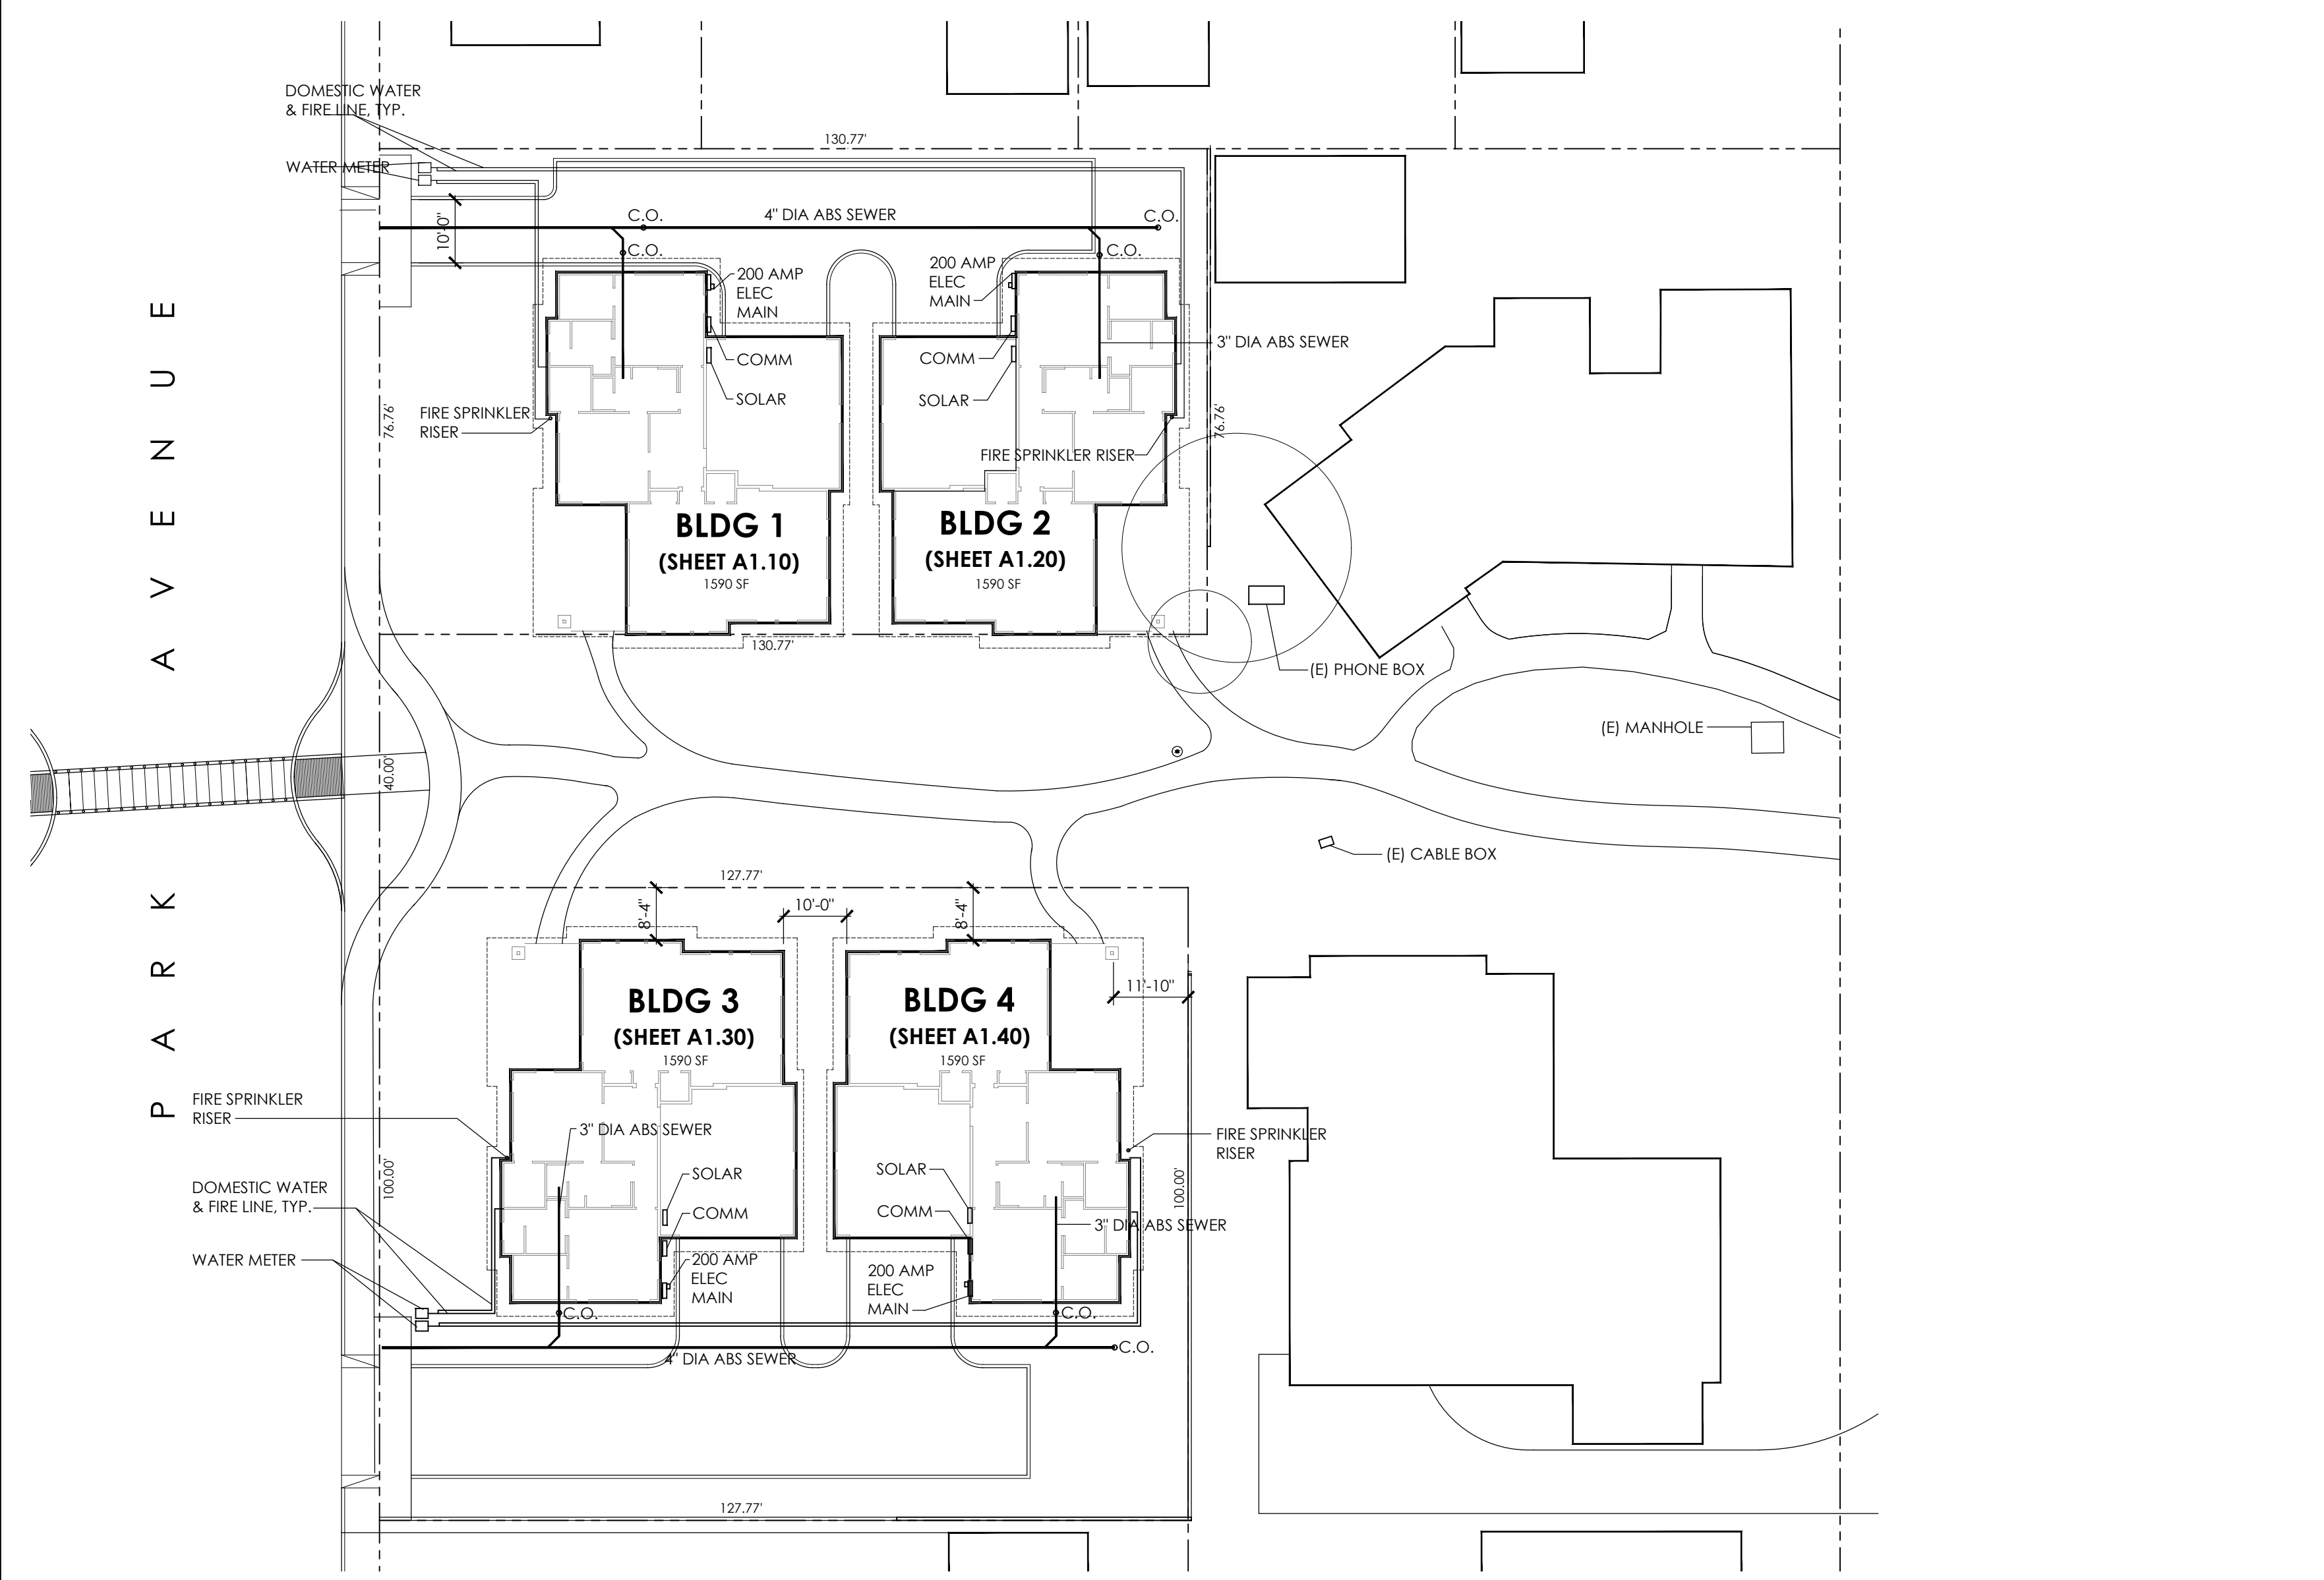 DOMESTIC WATER
& FIRE LINE, TYP.
130.77'
WATER METER
10'-0"
C.O.
4" DIA ABS SEWER
C.O.
C.O.
C.O.
200 AMP
ELEC
MAIN
200 AMP
ELEC
MAIN
COMM
SOLAR
COMM
SOLAR
3" DIA ABS SEWER
FIRE SPRINKLER
RISER
76.76'
76.76'
FIRE SPRINKLER RISER
BLDG 1
(SHEET A1.10)
1590 SF
BLDG 2
(SHEET A1.20)
1590 SF
130.77'
(E) PHONE BOX
(E) MANHOLE
40.00'
(E) CABLE BOX
PARK AVENUE
127.77'
8'-4"
10'-0"
8'-4"
11'-10"
BLDG 3
(SHEET A1.30)
1590 SF
BLDG 4
(SHEET A1.40)
1590 SF
FIRE SPRINKLER
RISER
3" DIA ABS SEWER
FIRE SPRINKLER
RISER
SOLAR
SOLAR
DOMESTIC WATER
& FIRE LINE, TYP.
100.00'
100.00'
COMM
COMM
3" DIA ABS SEWER
WATER METER
200 AMP
ELEC
MAIN
200 AMP
ELEC
MAIN
C.O.
C.O.
4" DIA ABS SEWER
C.O.
127.77'